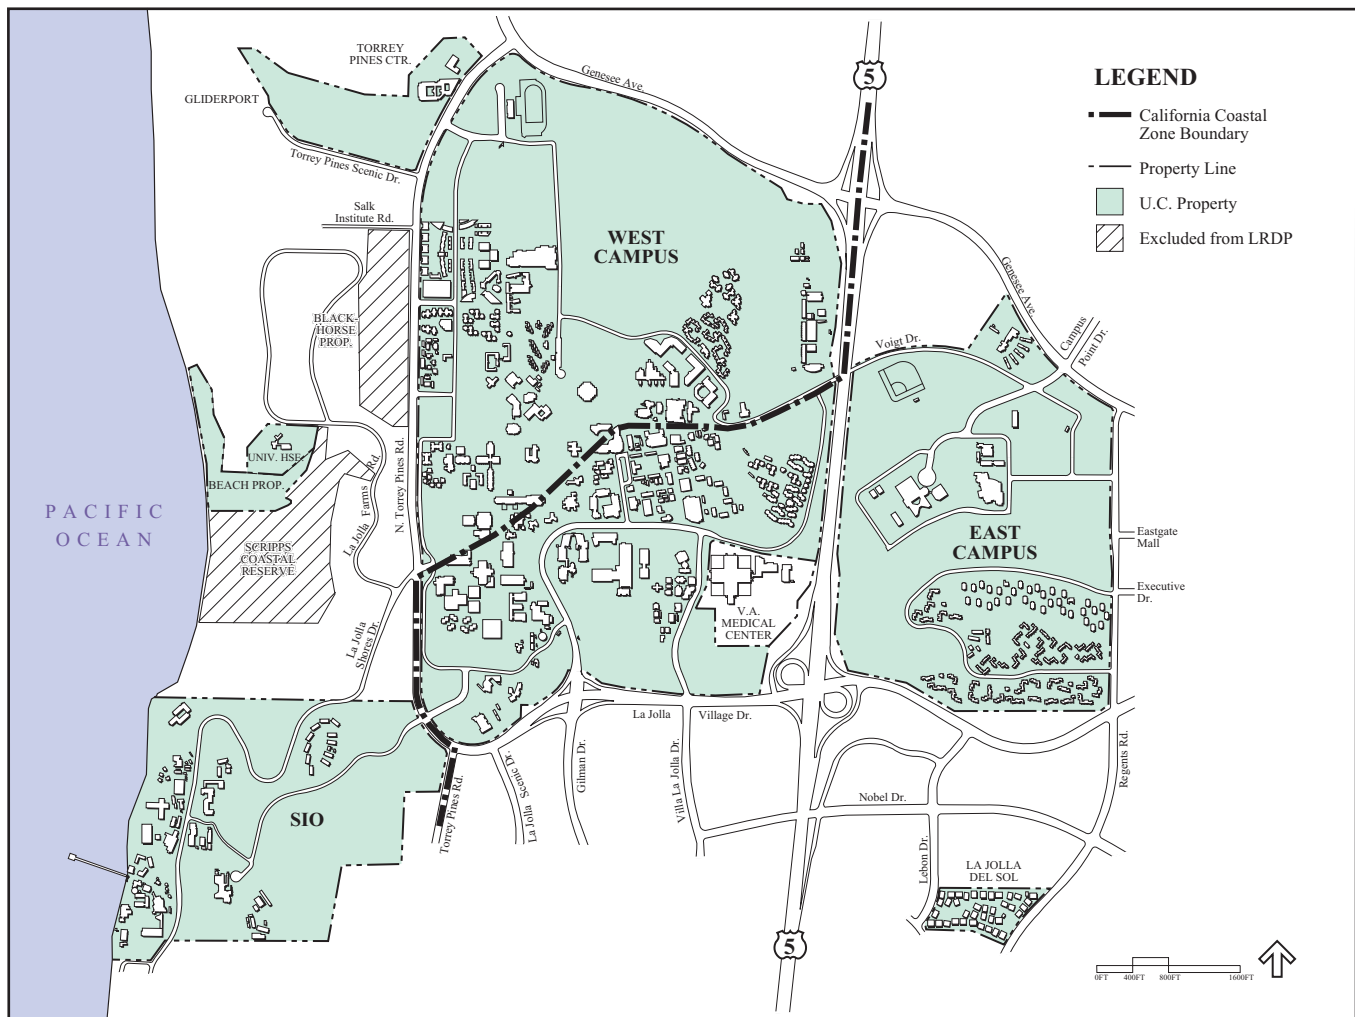 TORREY
PINES CTR.
GLIDERPORT
Torrey Pines Scenic Dr.
Genesee Ave.
5
LEGEND
California Coastal
Zone Boundary
Property Line
U.C. Property
Excluded from LRDP
Salk
Institute Rd.
WEST
CAMPUS
Genesee Ave.
BLACK-
HORSE
PROP.
Voigt Dr.
Campus
Point Dr.
UNIV. HSE.
BEACH PROP.
La Jolla Farms Rd.
N. Torrey Pines Rd.
PACIFIC
OCEAN
SCRIPPS
COASTAL
RESERVE
EAST
CAMPUS
Eastgate
Mall
Executive
Dr.
V.A.
MEDICAL
CENTER
La Jolla
Shores Dr.
La Jolla
Village Dr.
Torrey Pines Rd.
La Jolla Scenic Dr.
Gilman Dr.
Villa La Jolla Dr.
Regents Rd.
Nobel Dr.
SIO
Lebon Dr.
LA JOLLA
DEL SOL
5
0FT 400FT 800FT 1600FT